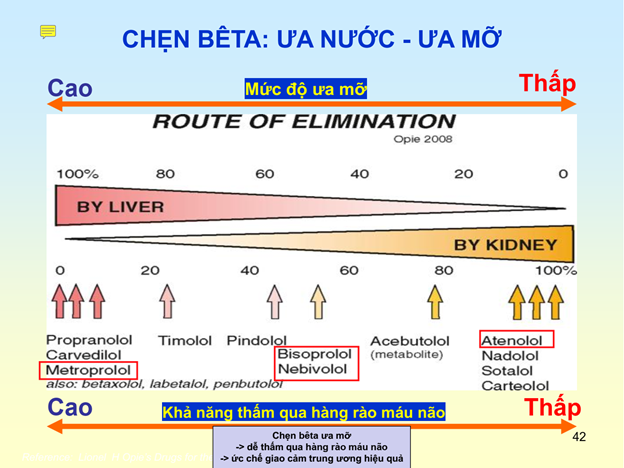 CHẸN BÊTA: ƯA NƯỚC - ƯA MỠ
Cao Mức độ ưa mỡ Thấp
ROUTE OF ELIMINATION
Opie 2008
100% 80 60 40 20 0
BY LIVER
BY KIDNEY
0 20 40 60 80 100%
Propranolol Timolol Pindolol Acebutolol Atenolol
Carvedilol Bisoprolol (metabolite) Nadolol
Metroprolol Nebivolol Sotalol
also: betaxolol, labetalol, penbutolol Carteolol
Cao Khả năng thấm qua hàng rào máu não Thấp
Chẹn bêta ưa mỡ
-> dễ thấm qua hàng rào máu não
-> ức chế giao cảm trung ương hiệu quả
42